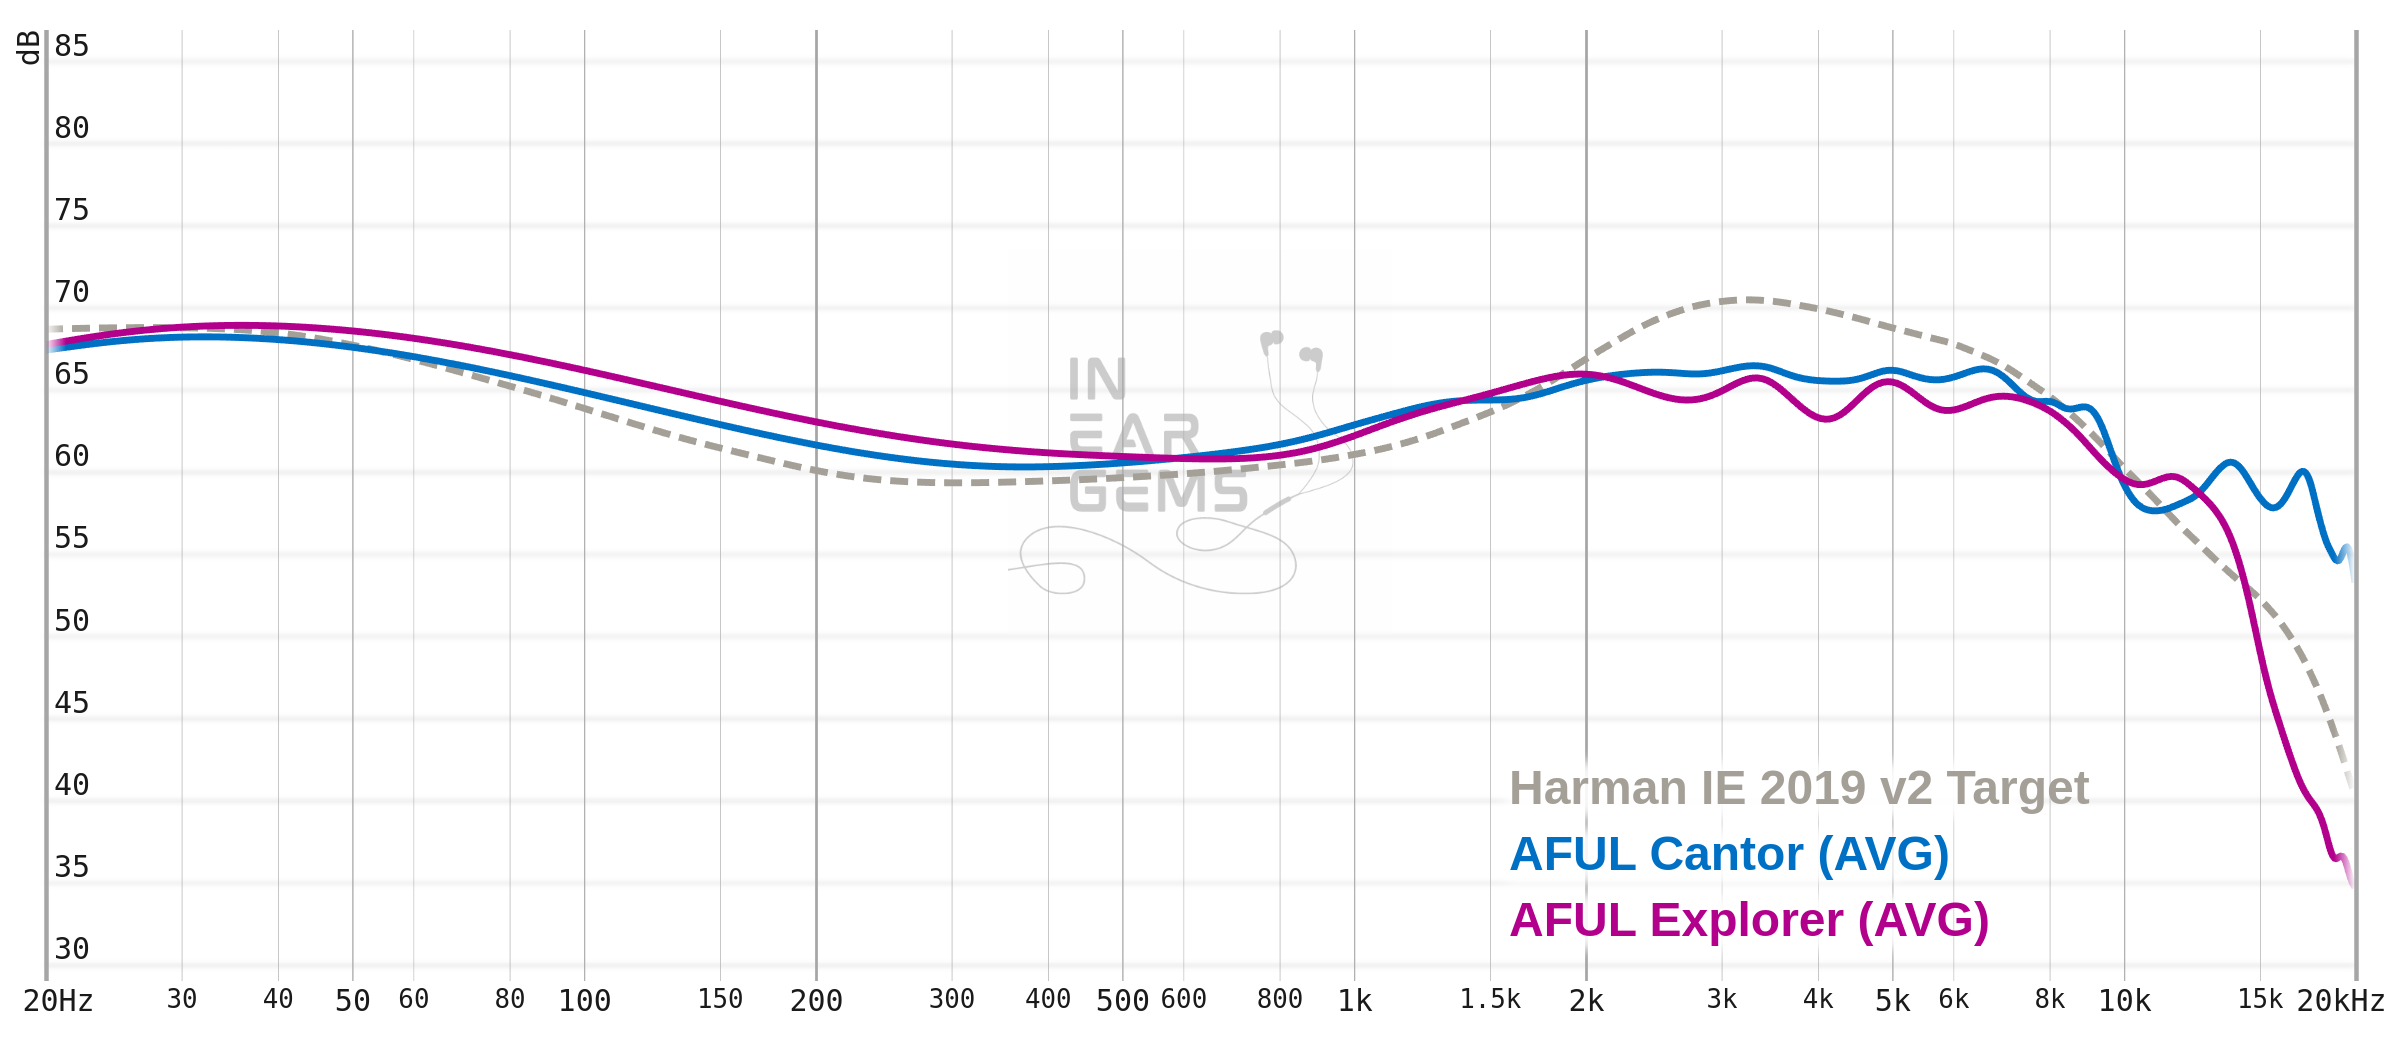 dB
85
80
75
70
65
60
55
50
45
40
35
30
IN
EAR
GEMS
Harman IE 2019 v2 Target
AFUL Cantor (AVG)
AFUL Explorer (AVG)
20Hz 30 40 50 60 80 100 150 200 300 400 500 600 800 1k 1.5k 2k 3k 4k 5k 6k 8k 10k 15k 20kHz